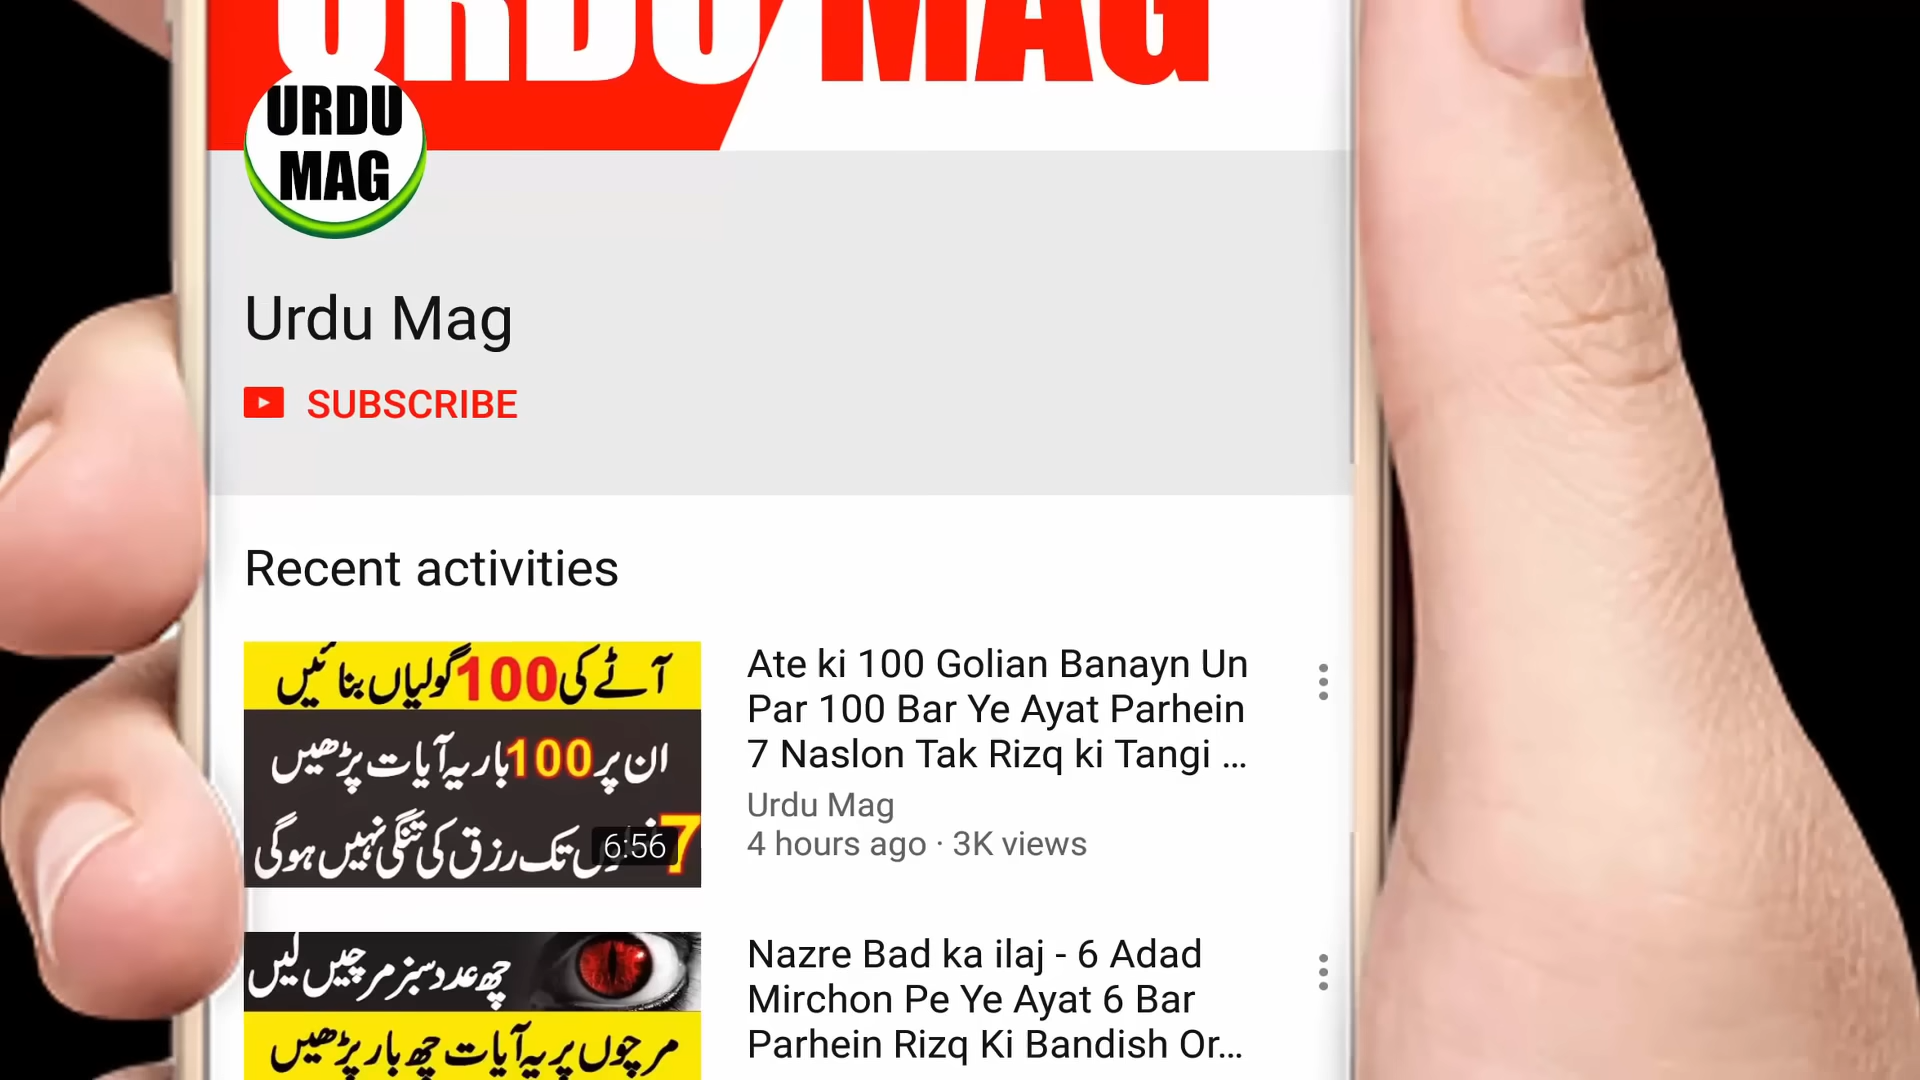 URDU MAG
URDU
MAG
Urdu Mag
SUBSCRIBE
Recent activities
آٹے کی 100 گولیاں بنائیں
ان پر 100 بار یہ آیات پڑھیں
7 تک رزق کی تنگی نہیں ہوگی
6:56
Ate ki 100 Golian Banayn Un
Par 100 Bar Ye Ayat Parhein
7 Naslon Tak Rizq ki Tangi ...
Urdu Mag
4 hours ago · 3K views
چھ عدد سبز مرچیں لیں
مرچوں پر یہ آیات چھ بار پڑھیں
Nazre Bad ka ilaj - 6 Adad
Mirchon Pe Ye Ayat 6 Bar
Parhein Rizq Ki Bandish Or...